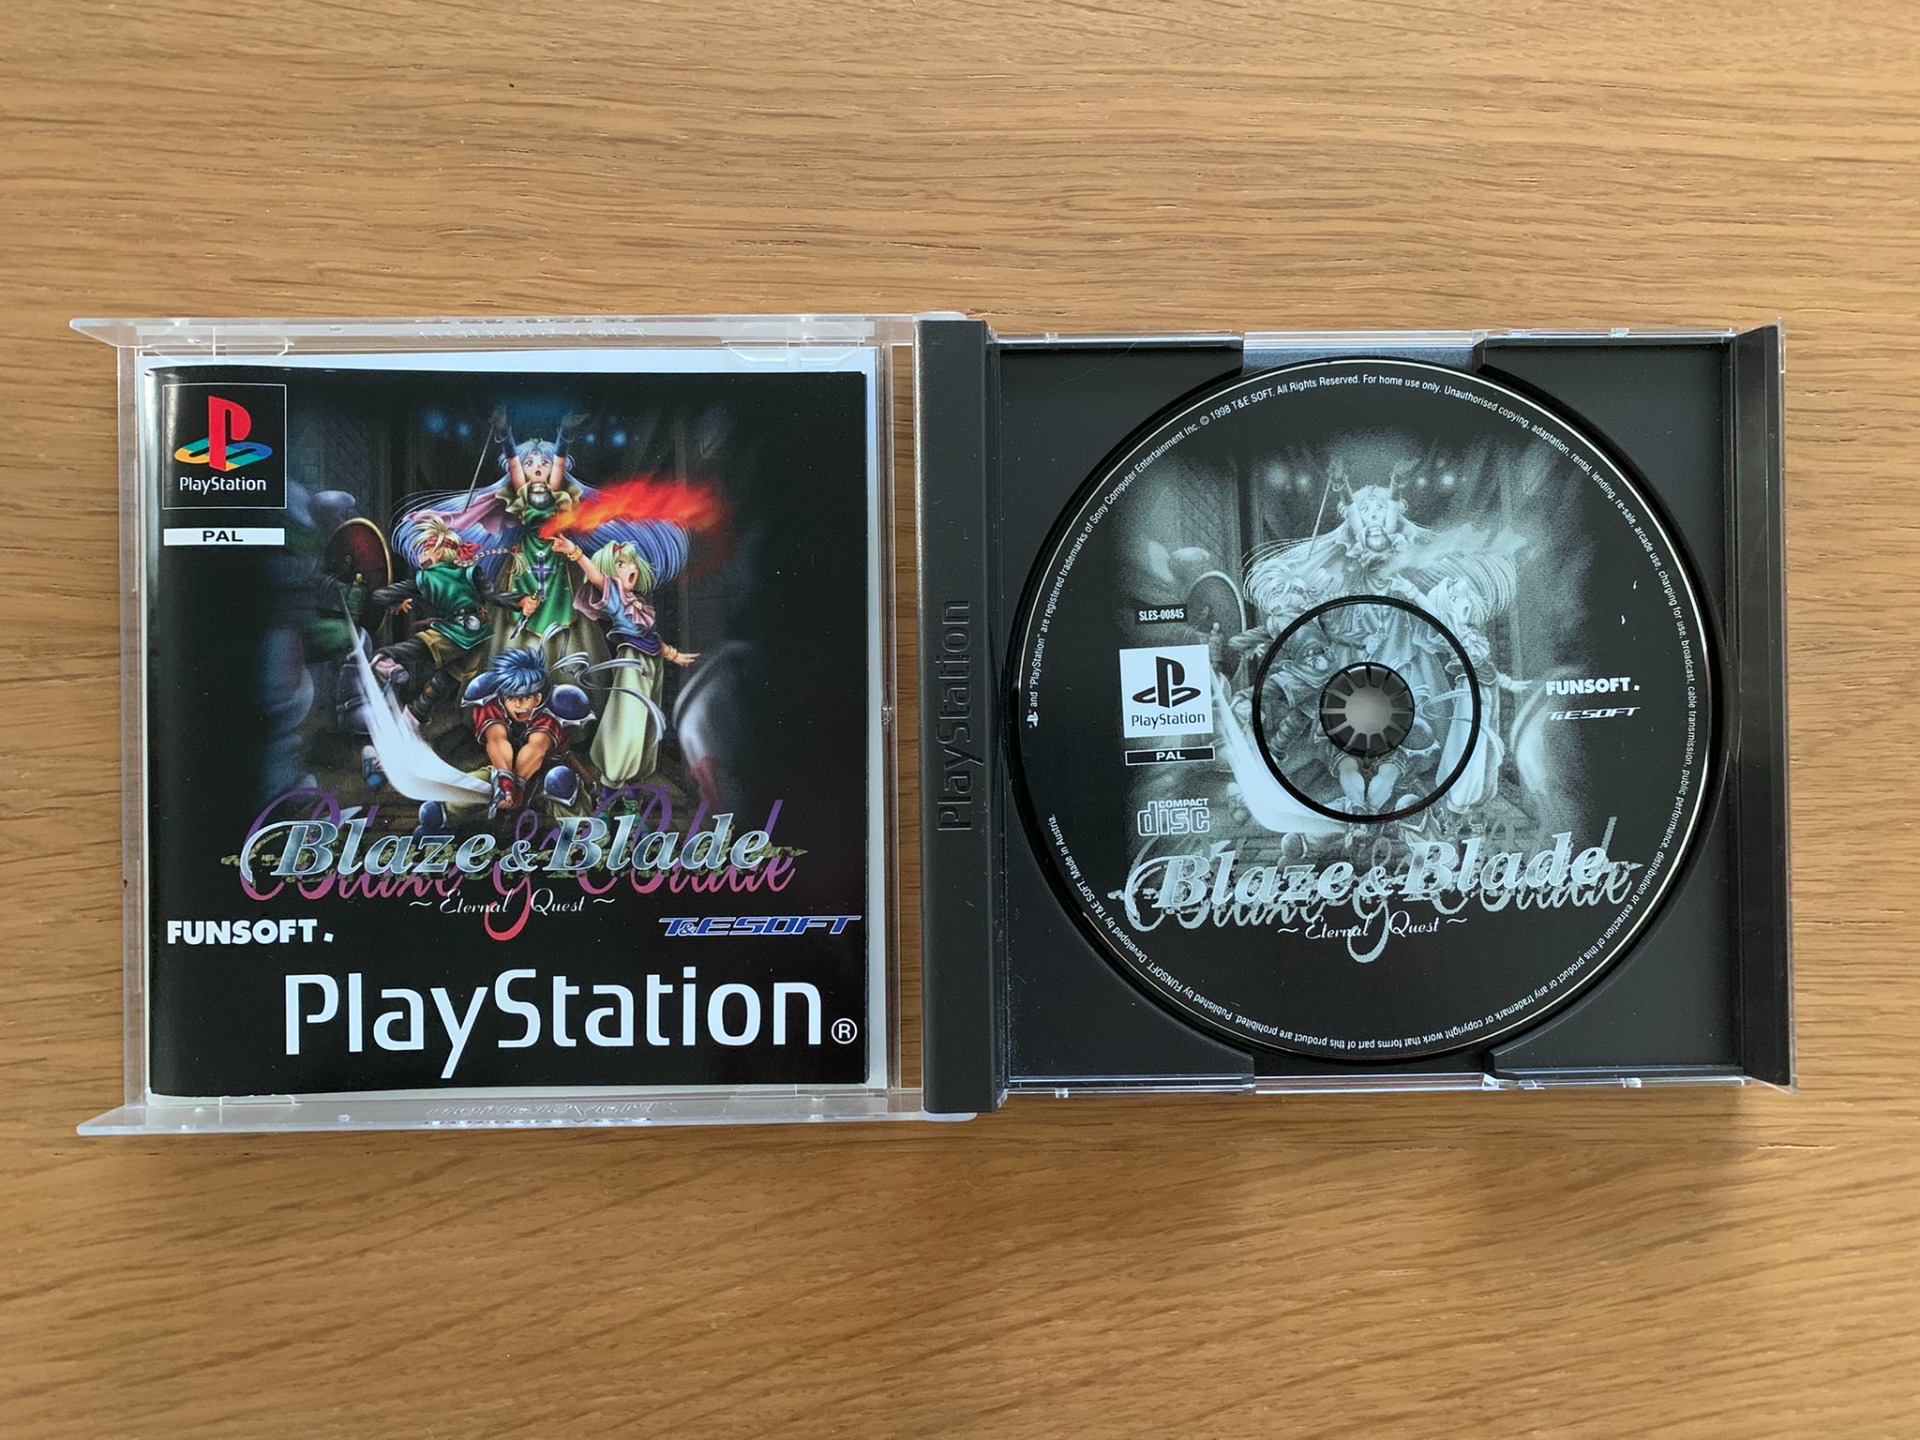 PlayStation
PAL
Blaze & Blade
~ Eternal Quest ~
FUNSOFT.
T&E SOFT
PlayStation®
PlayStation
and "PlayStation" are registered trademarks of Sony Computer Entertainment Inc. © 1998 T&E SOFT. All Rights Reserved. For home use only. Unauthorised copying, adaptation, rental, lending, re-sale, arcade use, charging for use, broadcast, cable transmission, public performance, distribution or extraction of this product or any trademark or copyright work that forms part of this product are prohibited. Published by FUNSOFT. Developed by T&E SOFT. Made in Austria.
SLES-00845
PlayStation
PAL
FUNSOFT.
T&E SOFT
COMPACT
disc
Blaze & Blade
~ Eternal Quest ~